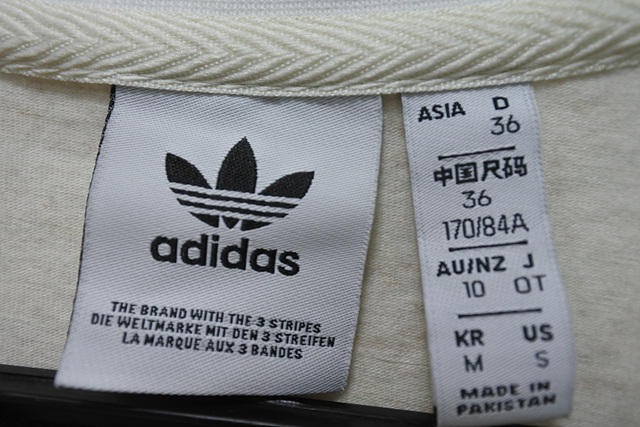 adidas
THE BRAND WITH THE 3 STRIPES
DIE WELTMARKE MIT DEN 3 STREIFEN
LA MARQUE AUX 3 BANDES
ASIA D
36
中国尺码
36
170/84A
AU/NZ J
10 OT
KR US
M S
MADE IN
PAKISTAN